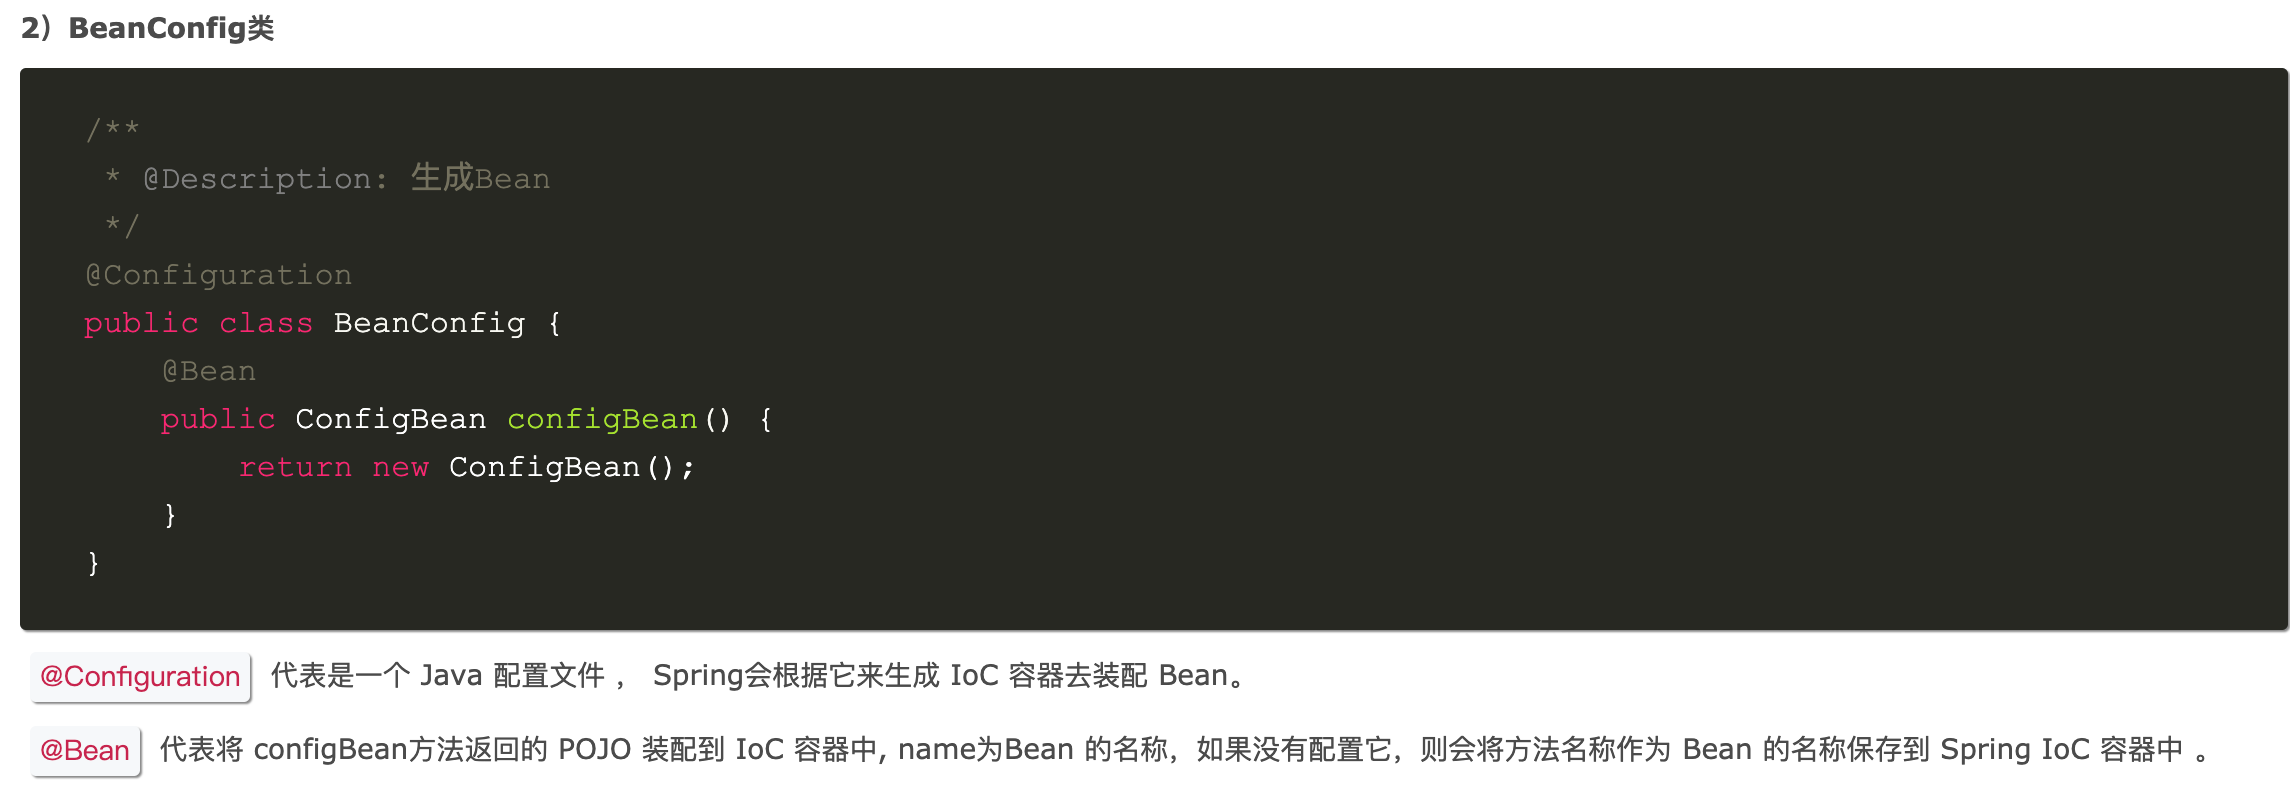 2）BeanConfig类
/**
 * @Description: 生成Bean
 */
@Configuration
public class BeanConfig {
    @Bean
    public ConfigBean configBean() {
        return new ConfigBean();
    }
}
@Configuration 代表是一个 Java 配置文件 ， Spring会根据它来生成 IoC 容器去装配 Bean。
@Bean 代表将 configBean方法返回的 POJO 装配到 IoC 容器中, name为Bean 的名称，如果没有配置它，则会将方法名称作为 Bean 的名称保存到 Spring IoC 容器中 。